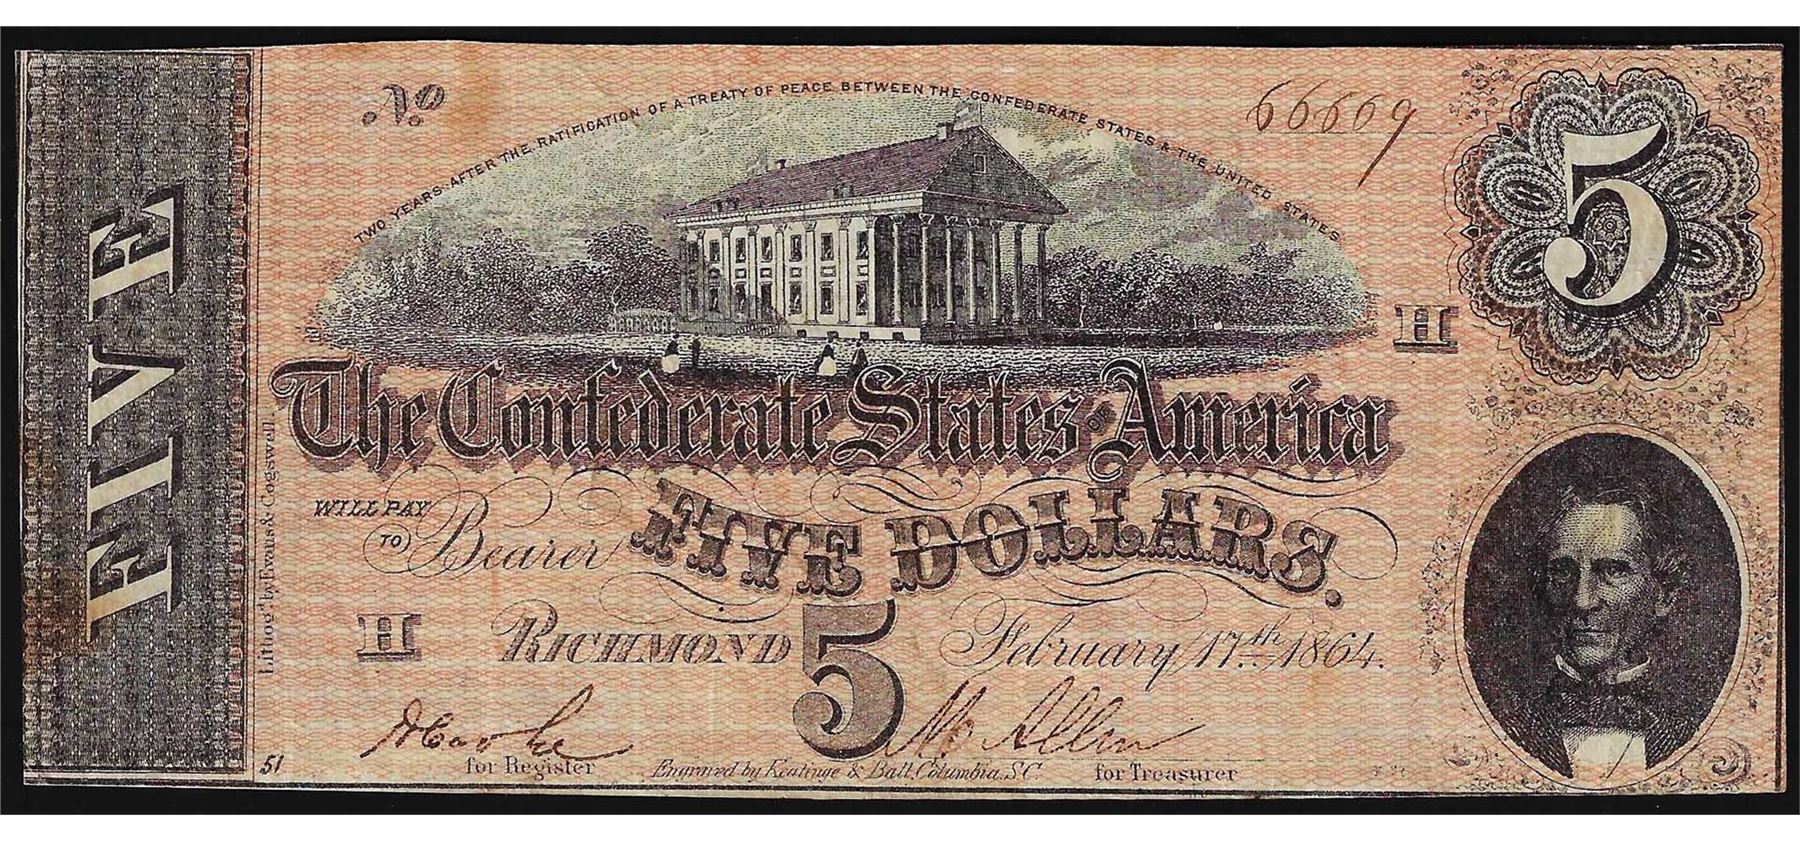 No 66669
TWO YEARS AFTER THE RATIFICATION OF A TREATY OF PEACE BETWEEN THE CONFEDERATE STATES & THE UNITED STATES
5
FIVE
H
The Confederate States OF America
WILL PAY TO Bearer FIVE DOLLARS.
H RICHMOND 5 February 17th 1864.
Lithog'd by Evans & Cogswell
51 for Register
Engraved by Keatinge & Ball, Columbia, S.C.
M Allen
for Treasurer